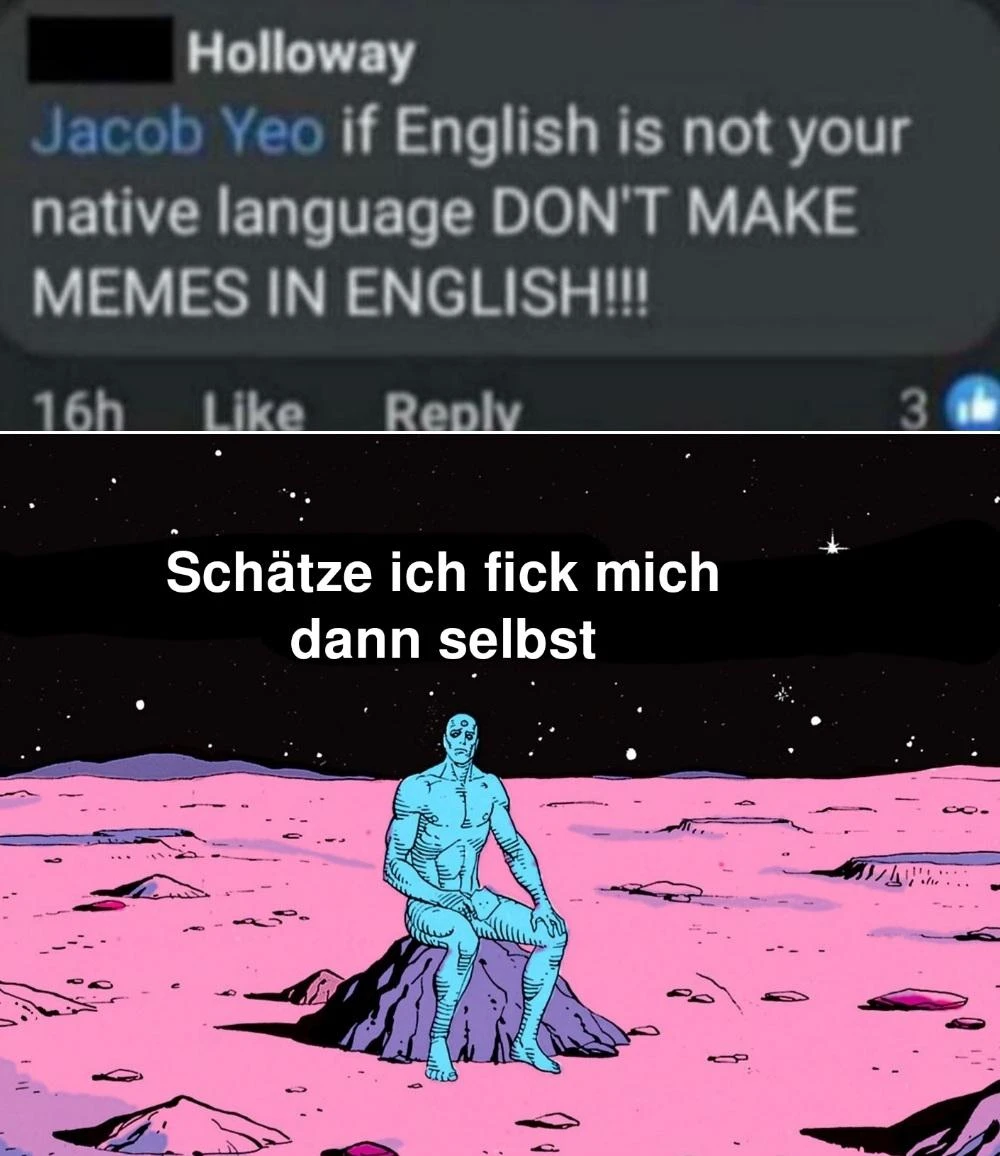 Holloway
Jacob Yeo if English is not your
native language DON'T MAKE
MEMES IN ENGLISH!!!
16h Like Reply 3
Schätze ich fick mich
dann selbst